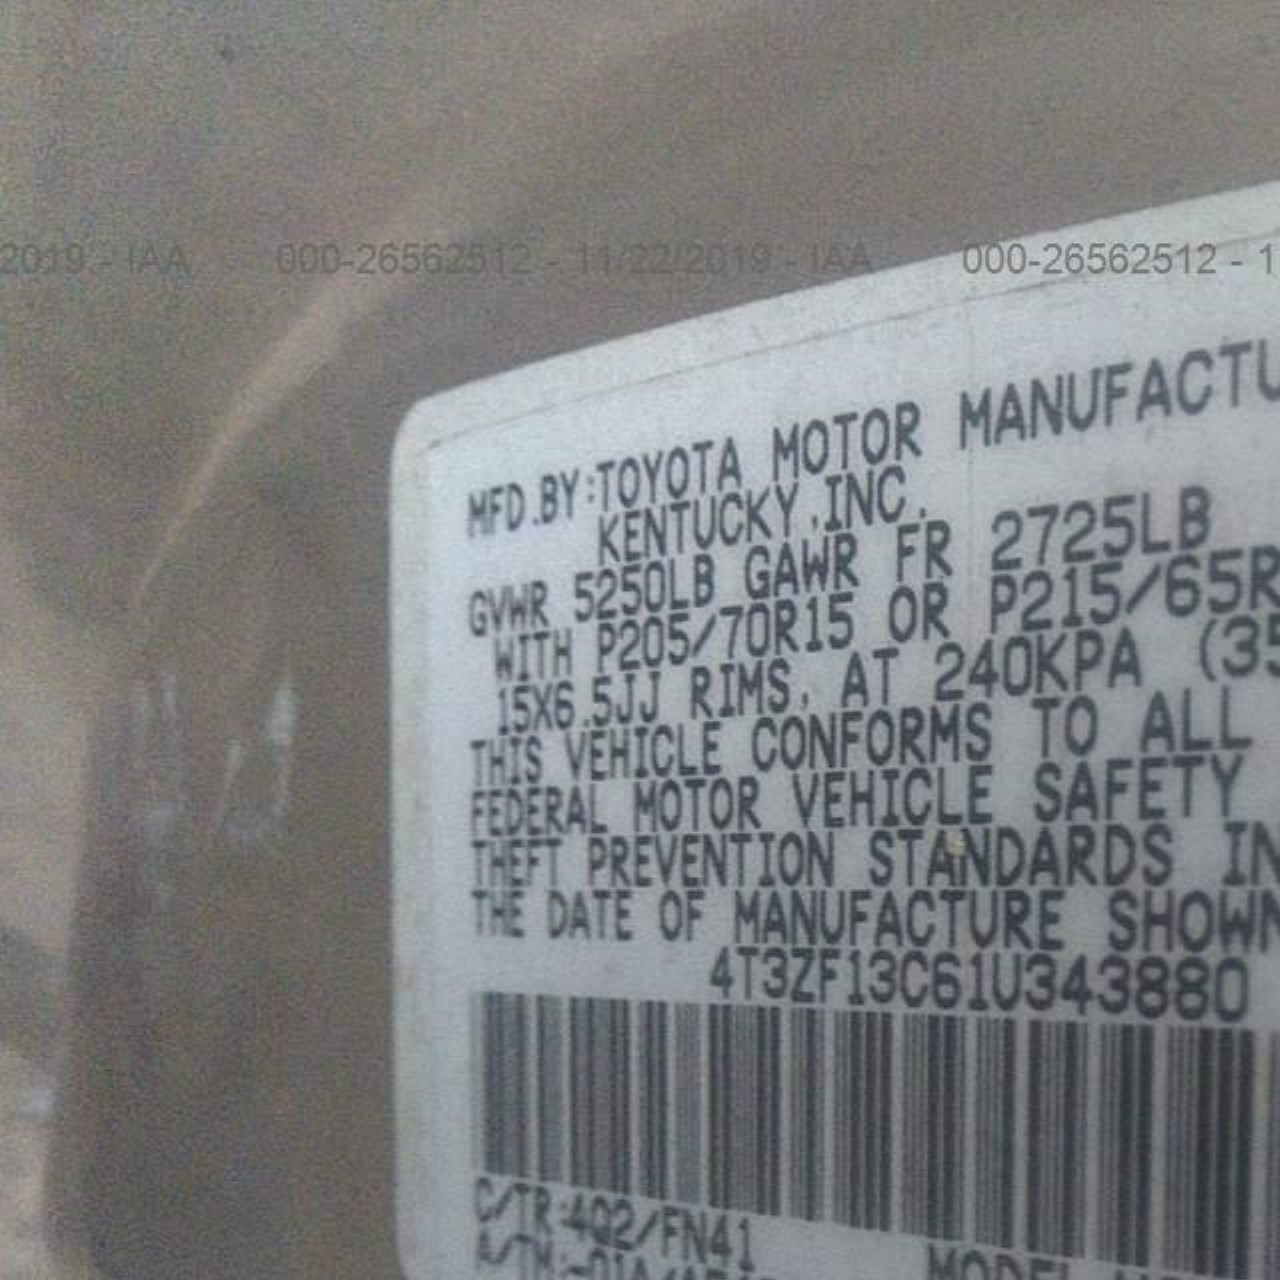 2019 - IAA 000-26562512 - 11/22/2019 - IAA 000-26562512 - 1
MFD.BY:TOYOTA MOTOR MANUFACTU
KENTUCKY,INC.
GVWR 5250LB GAWR FR 2725LB
WITH P205/70R15 OR P215/65R
15X6.5JJ RIMS, AT 240KPA (35
THIS VEHICLE CONFORMS TO ALL
FEDERAL MOTOR VEHICLE SAFETY
THEFT PREVENTION STANDARDS IN
THE DATE OF MANUFACTURE SHOWN
4T3ZF13C61U343880
C/TR:4Q2/FN41
MODEL